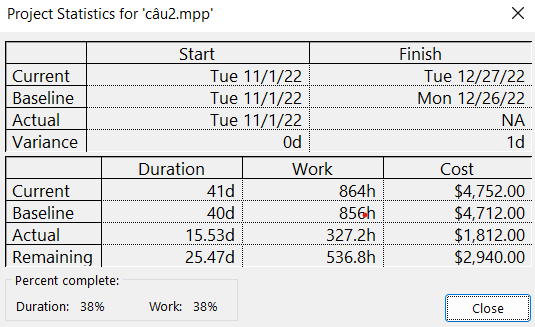 Project Statistics for 'câu2.mpp'
Start Finish
Current Tue 11/1/22 Tue 12/27/22
Baseline Tue 11/1/22 Mon 12/26/22
Actual Tue 11/1/22 NA
Variance 0d 1d
Duration Work Cost
Current 41d 864h $4,752.00
Baseline 40d 856h $4,712.00
Actual 15.53d 327.2h $1,812.00
Remaining 25.47d 536.8h $2,940.00
Percent complete:
Duration: 38% Work: 38%
Close